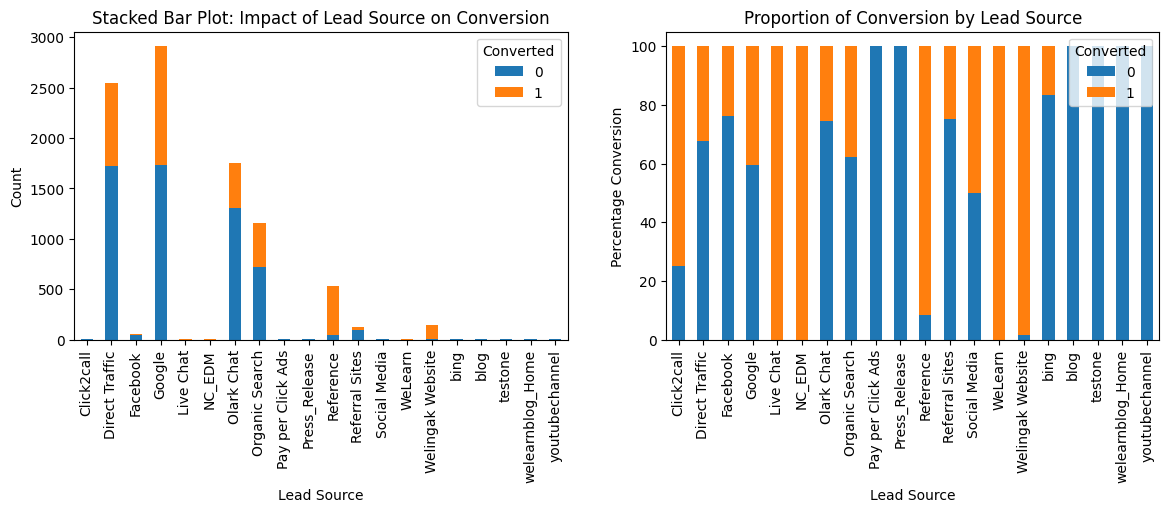 Stacked Bar Plot: Impact of Lead Source on Conversion
3000
2500
2000
1500
1000
500
0
Count
Converted
0
1
Click2call
Direct Traffic
Facebook
Google
Live Chat
NC_EDM
Olark Chat
Organic Search
Pay per Click Ads
Press_Release
Reference
Referral Sites
Social Media
WeLearn
Welingak Website
bing
blog
testone
welearnblog_Home
youtubechannel
Lead Source
Proportion of Conversion by Lead Source
100
80
60
40
20
0
Percentage Conversion
Converted
0
1
Click2call
Direct Traffic
Facebook
Google
Live Chat
NC_EDM
Olark Chat
Organic Search
Pay per Click Ads
Press_Release
Reference
Referral Sites
Social Media
WeLearn
Welingak Website
bing
blog
testone
welearnblog_Home
youtubechannel
Lead Source